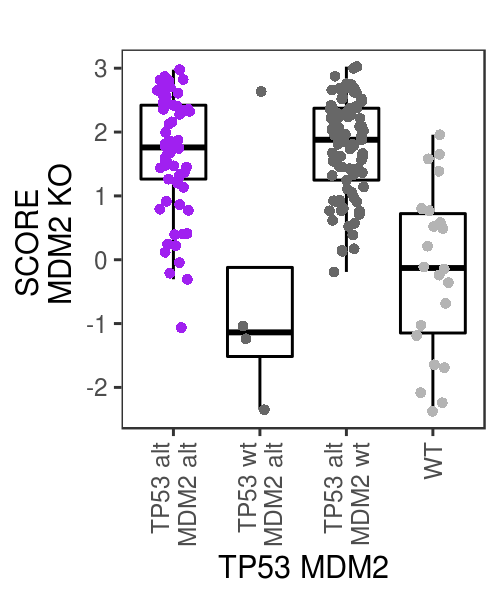 SCORE
MDM2 KO
3
2
1
0
-1
-2
TP53 alt
MDM2 alt
TP53 wt
MDM2 alt
TP53 alt
MDM2 wt
WT
TP53 MDM2